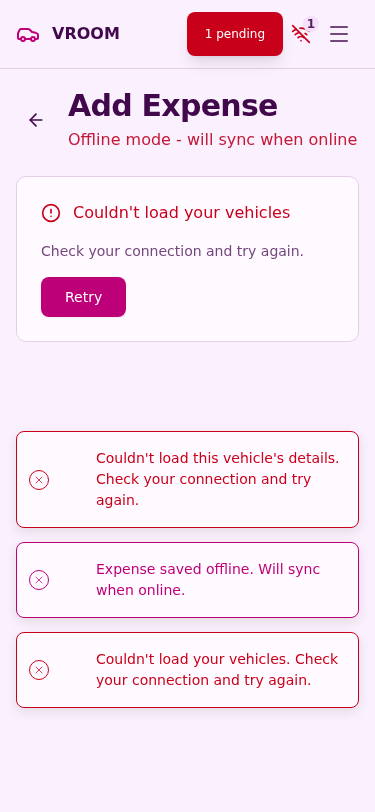 VROOM
1 pending
1
Add Expense
Offline mode - will sync when online
Couldn't load your vehicles
Check your connection and try again.
Retry
Couldn't load this vehicle's details.
Check your connection and try
again.
Expense saved offline. Will sync
when online.
Couldn't load your vehicles. Check
your connection and try again.